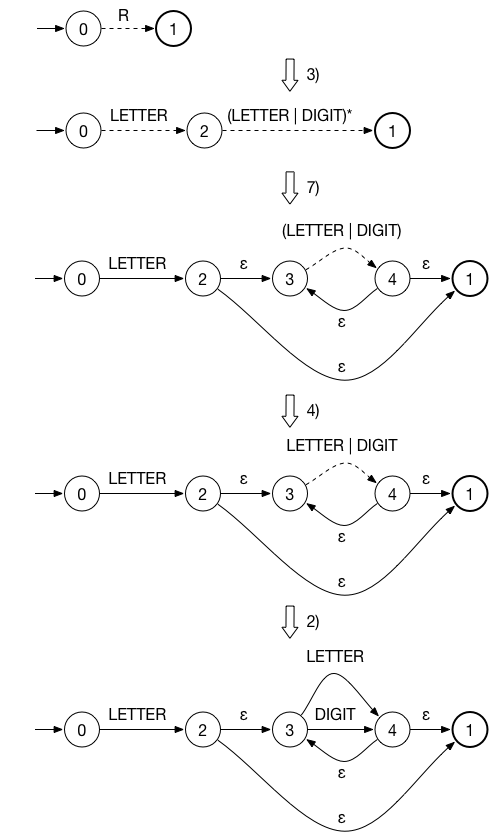 R
0 1
3)
LETTER (LETTER | DIGIT)*
0 2 1
7)
(LETTER | DIGIT)
LETTER ε ε
0 2 3 4 1
ε
ε
4)
LETTER | DIGIT
LETTER ε ε
0 2 3 4 1
ε
ε
2)
LETTER
LETTER ε DIGIT ε
0 2 3 4 1
ε
ε